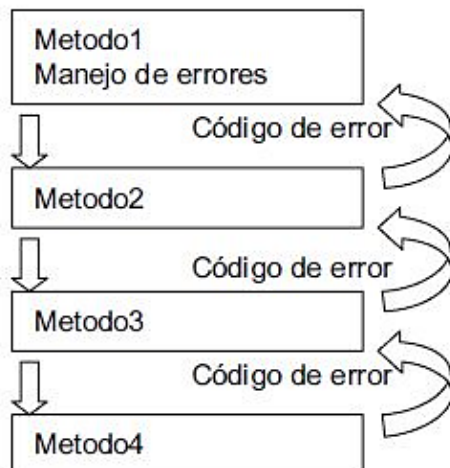 Metodo1
Manejo de errores
Código de error
Metodo2
Código de error
Metodo3
Código de error
Metodo4